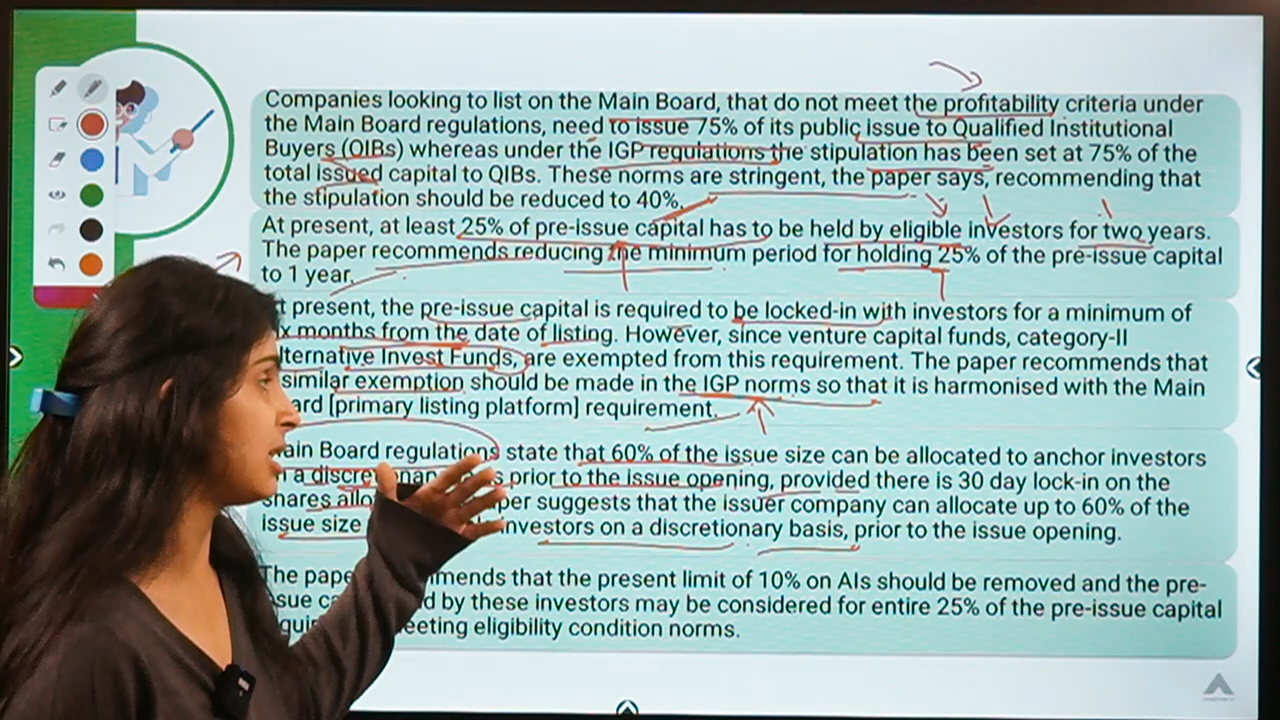 Companies looking to list on the Main Board, that do not meet the profitability criteria under
the Main Board regulations, need to issue 75% of its public issue to Qualified Institutional
Buyers (QIBs) whereas under the IGP regulations the stipulation has been set at 75% of the
total issued capital to QIBs. These norms are stringent, the paper says, recommending that
the stipulation should be reduced to 40%.
At present, at least 25% of pre-issue capital has to be held by eligible investors for two years.
The paper recommends reducing the minimum period for holding 25% of the pre-issue capital
to 1 year.
t present, the pre-issue capital is required to be locked-in with investors for a minimum of
x months from the date of listing. However, since venture capital funds, category-II
lternative Invest Funds, are exempted from this requirement. The paper recommends that
similar exemption should be made in the IGP norms so that it is harmonised with the Main
ard [primary listing platform] requirement.
ain Board regulations state that 60% of the issue size can be allocated to anchor investors
a discre prior to the issue opening, provided there is 30 day lock-in on the
shares allo per suggests that the issuer company can allocate up to 60% of the
issue size investors on a discretionary basis, prior to the issue opening.
The pape mmends that the present limit of 10% on AIs should be removed and the pre-
sue ca d by these investors may be considered for entire 25% of the pre-issue capital
quir eeting eligibility condition norms.